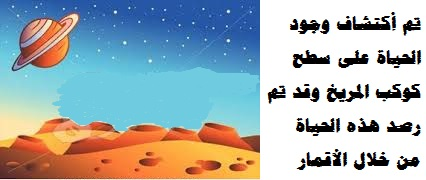 تم أكتشاف وجود
الحياة على سطح
كوكب المريخ وقد تم
رصد هذه الحياة
من خلال الأقمار